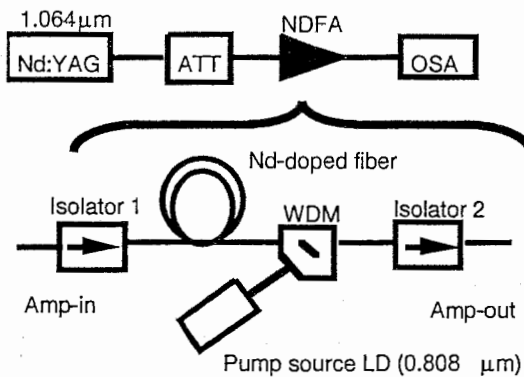 1.064μm
NDFA
Nd:YAG
ATT
OSA
Nd-doped fiber
Isolator 1
WDM
Isolator 2
Amp-in
Amp-out
Pump source LD (0.808 μm)